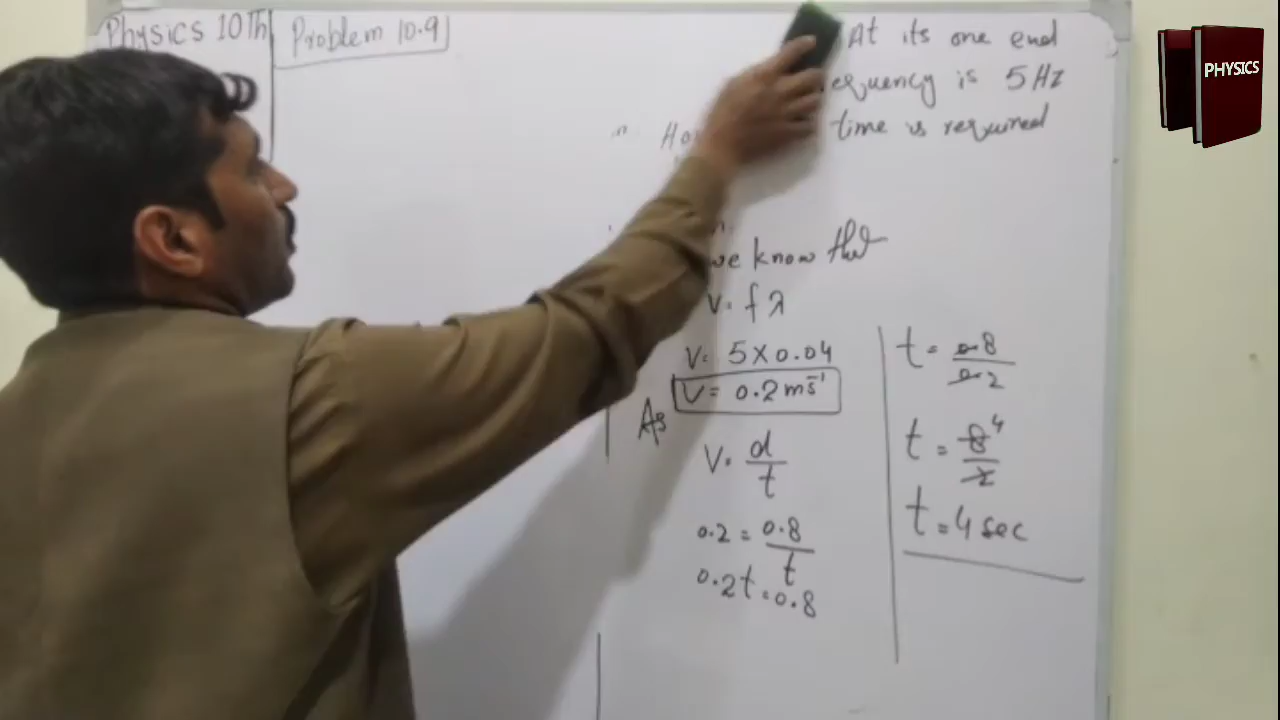 Physics 10Th
Problem 10.9
At its one end
equency is 5 Hz
time is required
we know that
V = f λ
V = 5 X 0.04
V = 0.2 ms⁻¹
As
V = d/t
0.2 = 0.8/t
0.2t = 0.8
t = 0.8/0.2
t = 8/2 4
t = 4 sec
PHYSICS